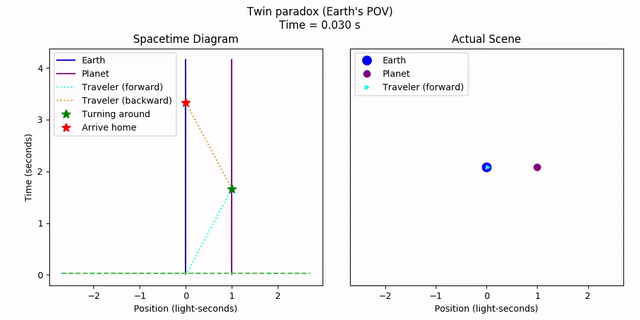 Twin paradox (Earth's POV)
Time = 0.030 s
Spacetime Diagram
Earth
Planet
Traveler (forward)
Traveler (backward)
Turning around
Arrive home
4
3
2
1
0
Time (seconds)
−2
−1
0
1
2
Position (light-seconds)
Actual Scene
Earth
Planet
Traveler (forward)
−2
−1
0
1
2
Position (light-seconds)